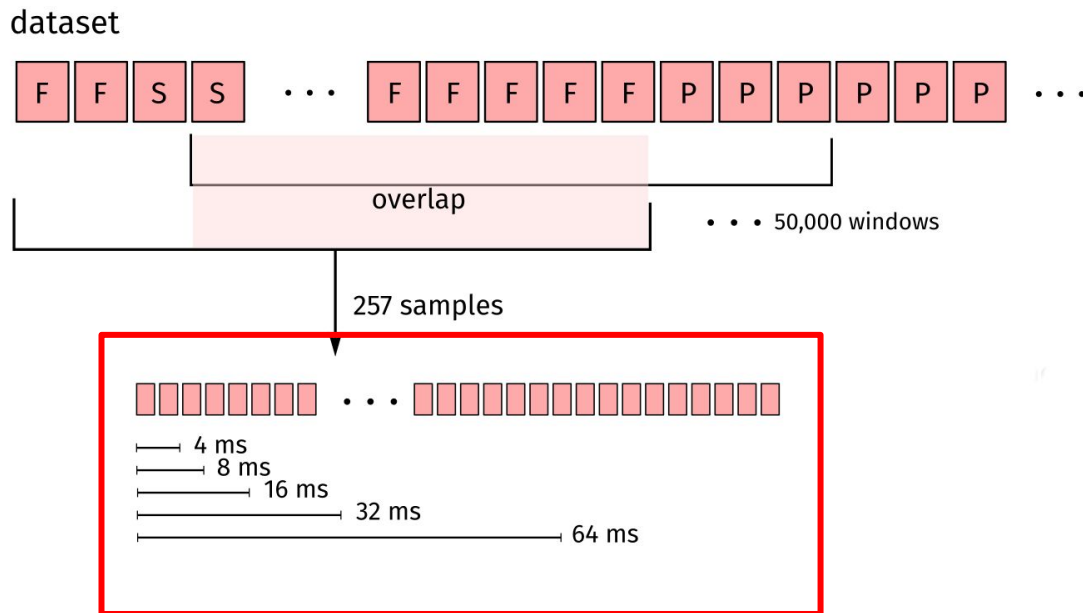 dataset
F F S S • • • F F F F F P P P P P P • • •
overlap
• • • 50,000 windows
257 samples
• • •
4 ms
8 ms
16 ms
32 ms
64 ms